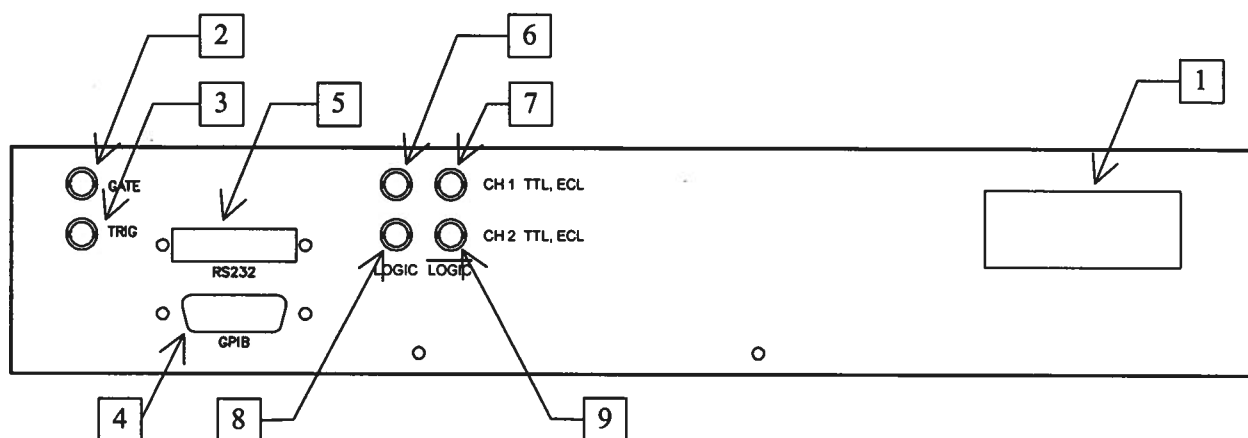 2
6
3
5
7
1
GATE
CH 1 TTL, ECL
TRIG
CH 2 TTL, ECL
RS232
LOGIC LOGIC
GPIB
4
8
9